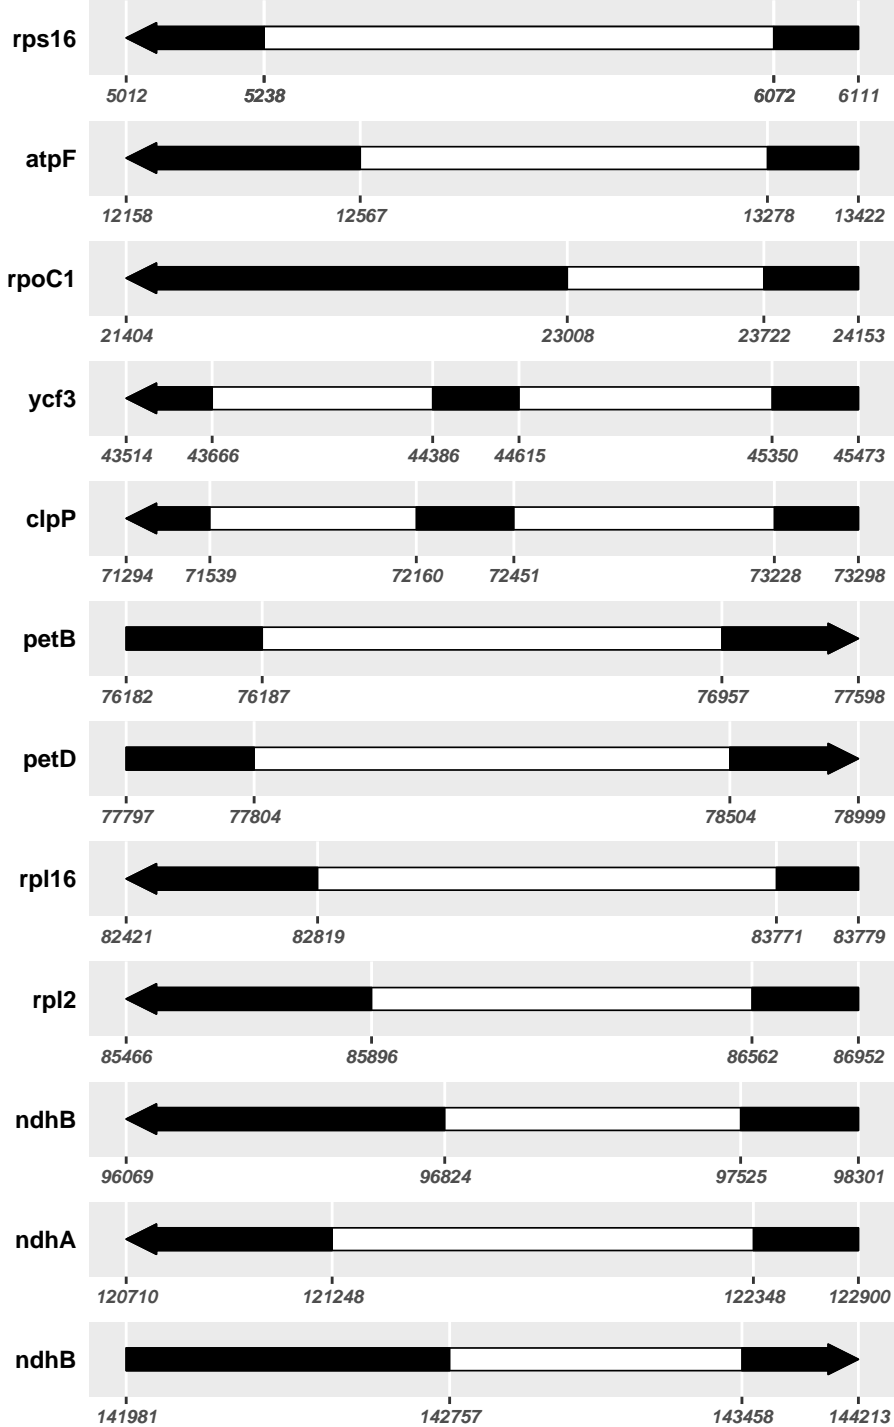 rps16
5012 5238 6072 6111
atpF
12158 12567 13278 13422
rpoC1
21404 23008 23722 24153
ycf3
43514 43666 44386 44615 45350 45473
clpP
71294 71539 72160 72451 73228 73298
petB
76182 76187 76957 77598
petD
77797 77804 78504 78999
rpl16
82421 82819 83771 83779
rpl2
85466 85896 86562 86952
ndhB
96069 96824 97525 98301
ndhA
120710 121248 122348 122900
ndhB
141981 142757 143458 144213